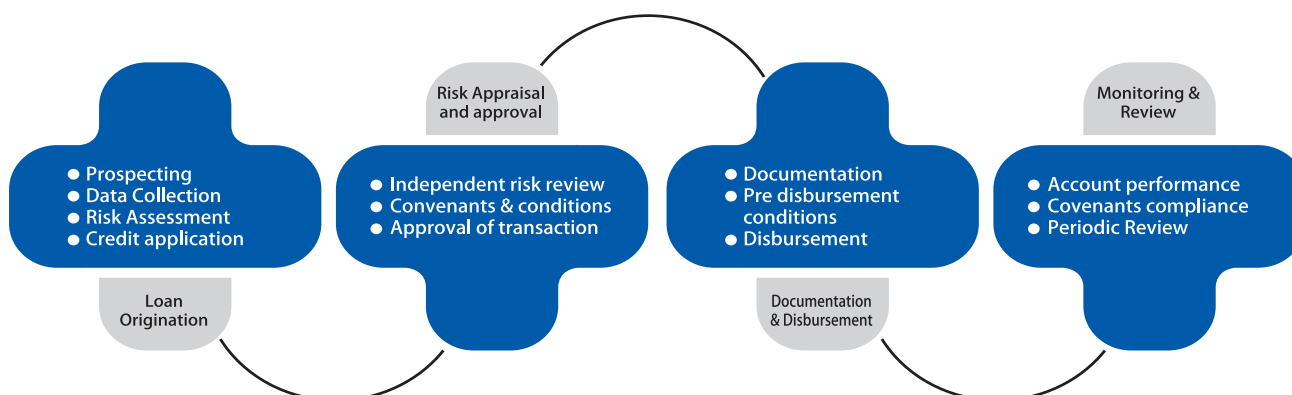 ● Prospecting
● Data Collection
● Risk Assessment
● Credit application
Loan
Origination
Risk Appraisal
and approval
● Independent risk review
● Convenants & conditions
● Approval of transaction
● Documentation
● Pre disbursement
conditions
● Disbursement
Documentation
& Disbursement
Monitoring &
Review
● Account performance
● Covenants compliance
● Periodic Review